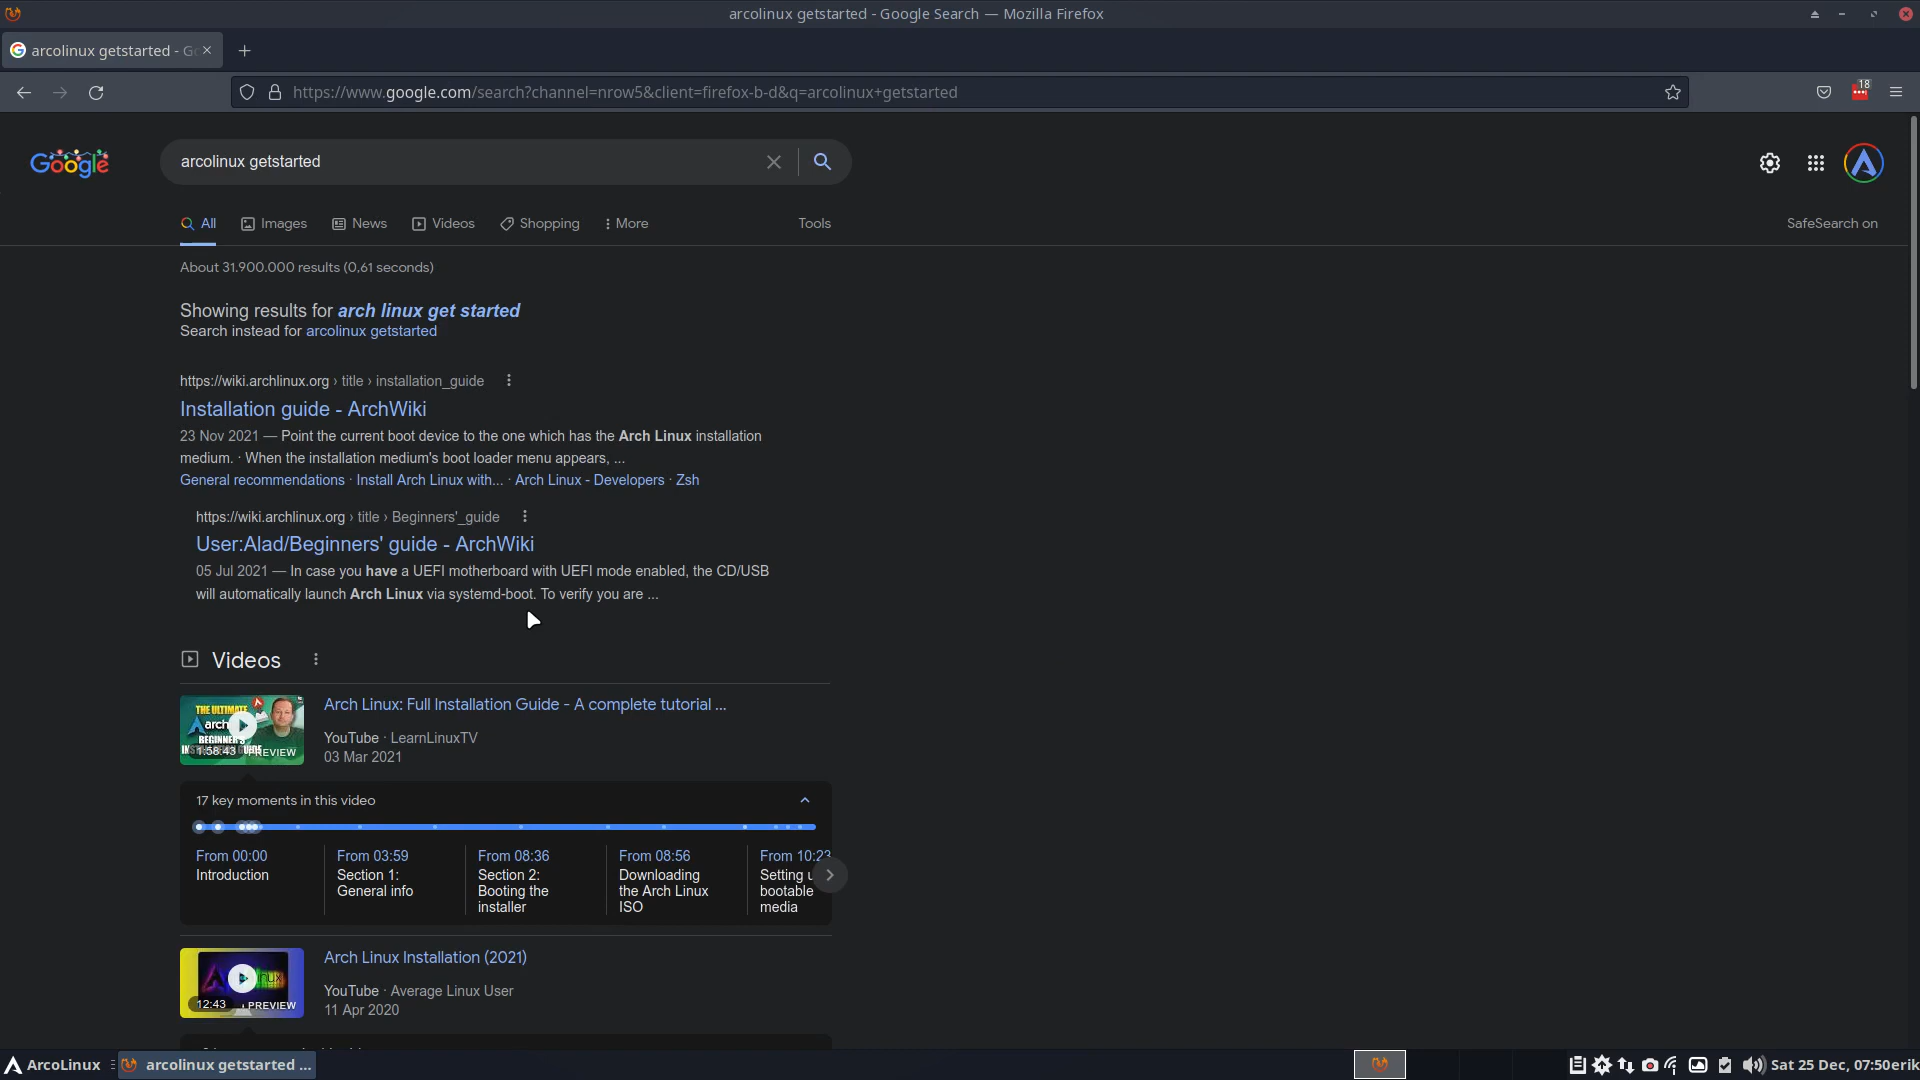 arcolinux getstarted - Google Search — Mozilla Firefox
arcolinux getstarted - G
https://www.google.com/search?channel=nrow5&client=firefox-b-d&q=arcolinux+getstarted
18
Google
arcolinux getstarted
All
Images
News
Videos
Shopping
More
Tools
SafeSearch on
About 31.900.000 results (0,61 seconds)
Showing results for arch linux get started
Search instead for arcolinux getstarted
https://wiki.archlinux.org › title › installation_guide
Installation guide - ArchWiki
23 Nov 2021 — Point the current boot device to the one which has the Arch Linux installation
medium. · When the installation medium's boot loader menu appears, ...
General recommendations · Install Arch Linux with... · Arch Linux - Developers · Zsh
https://wiki.archlinux.org › title › Beginners'_guide
User:Alad/Beginners' guide - ArchWiki
05 Jul 2021 — In case you have a UEFI motherboard with UEFI mode enabled, the CD/USB
will automatically launch Arch Linux via systemd-boot. To verify you are ...
Videos
THE ULTIMATE
arch
BEGINNER'S
1:58:43
PREVIEW
Arch Linux: Full Installation Guide - A complete tutorial ...
YouTube · LearnLinuxTV
03 Mar 2021
17 key moments in this video
From 00:00
Introduction
From 03:59
Section 1:
General info
From 08:36
Section 2:
Booting the
installer
From 08:56
Downloading
the Arch Linux
ISO
From 10:23
Setting u
bootable
media
12:43
PREVIEW
Arch Linux Installation (2021)
YouTube · Average Linux User
11 Apr 2020
ArcoLinux
arcolinux getstarted ...
Sat 25 Dec, 07:50
erik